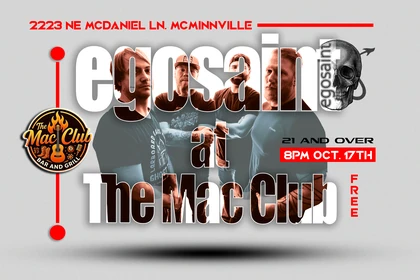 2223 NE MCDANIEL LN. MCMINNVILLE
egosaint
egosaint
The
Mac Club
BAR AND GRILL
at
21 AND OVER
8PM OCT. 17TH
The Mac Club
FREE